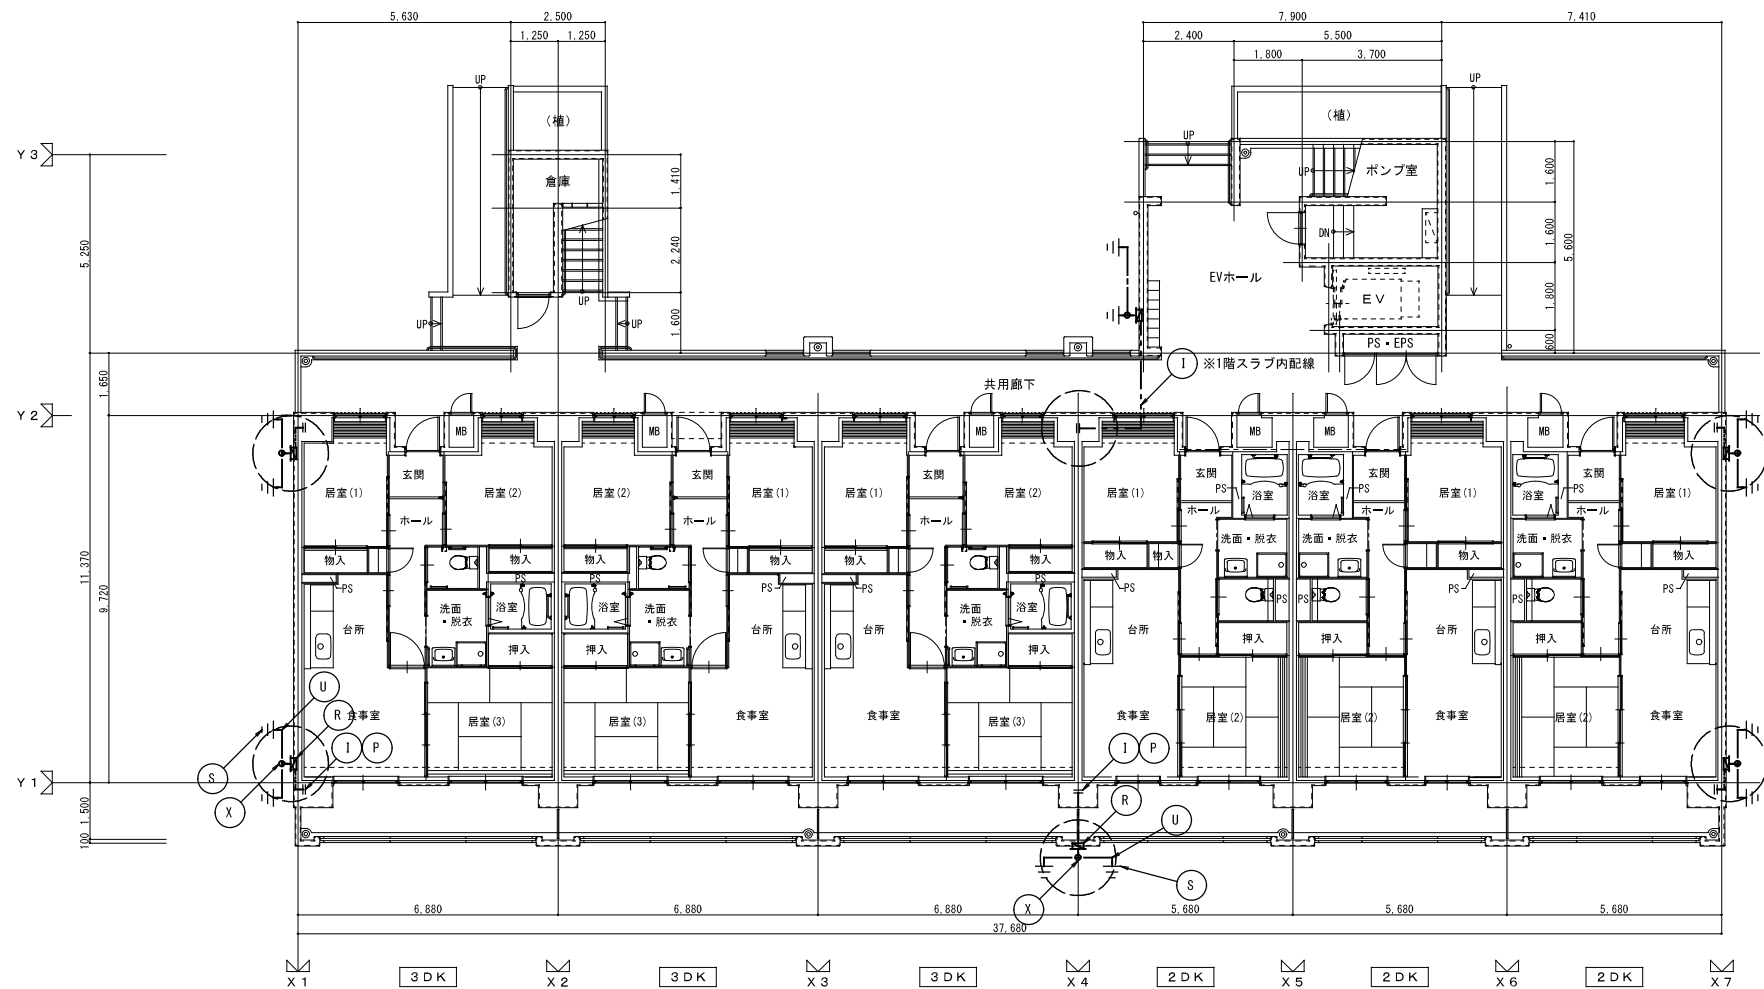 5,630
2,500
7,900
7,410
1,250
1,250
2,400
5,500
1,800
3,700
UP
(植)
倉庫
UP
UP
UP
1,410
2,240
1,600
UP
(植)
UP
UP
ポンプ室
DN
EVホール
EV
PS・EPS
1,600
1,600
1,800
600
5,600
Y3
5,250
1,650
Y2
11,370
9,720
Y1
1,500
100
共用廊下
I
※1階スラブ内配線
MB
MB
MB
MB
MB
MB
居室(1)
玄関
居室(2)
居室(2)
玄関
居室(1)
居室(1)
玄関
居室(2)
居室(1)
玄関
PS
浴室
浴室
PS
玄関
居室(1)
浴室
PS
玄関
居室(1)
ホール
ホール
ホール
ホール
ホール
ホール
洗面・脱衣
洗面・脱衣
洗面・脱衣
物入
物入
物入
物入
物入
物入
物入
物入
物入
物入
PS
PS
PS
PS
PS
PS
PS
PS
PS
PS
PS
浴室
浴室
浴室
台所
洗面
・脱衣
洗面
・脱衣
台所
台所
洗面
・脱衣
台所
台所
台所
押入
押入
押入
押入
押入
押入
U
R
食事室
居室(3)
居室(3)
食事室
食事室
居室(3)
食事室
居室(2)
居室(2)
食事室
居室(2)
食事室
I
P
I
P
S
X
R
U
S
X
6,880
6,880
6,880
5,680
5,680
5,680
37,680
X1
3DK
X2
3DK
X3
3DK
X4
2DK
X5
2DK
X6
2DK
X7